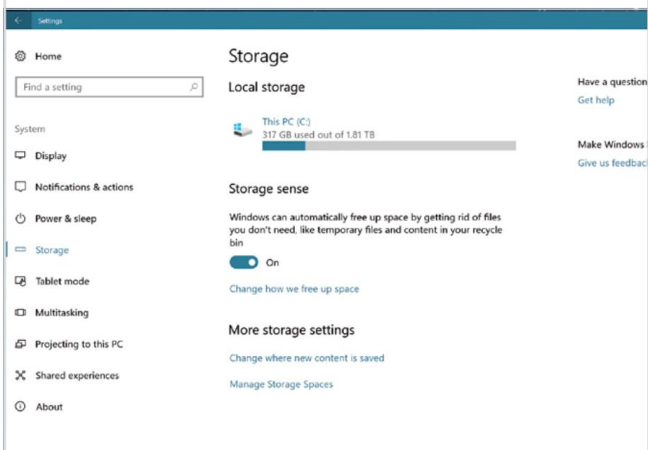 Settings
Home
Find a setting
System
Display
Notifications & actions
Power & sleep
Storage
Tablet mode
Multitasking
Projecting to this PC
Shared experiences
About
Storage
Local storage
This PC (C:)
317 GB used out of 1.81 TB
Storage sense
Windows can automatically free up space by getting rid of files
you don't need, like temporary files and content in your recycle
bin
On
Change how we free up space
More storage settings
Change where new content is saved
Manage Storage Spaces
Have a question
Get help
Make Windows
Give us feedbac